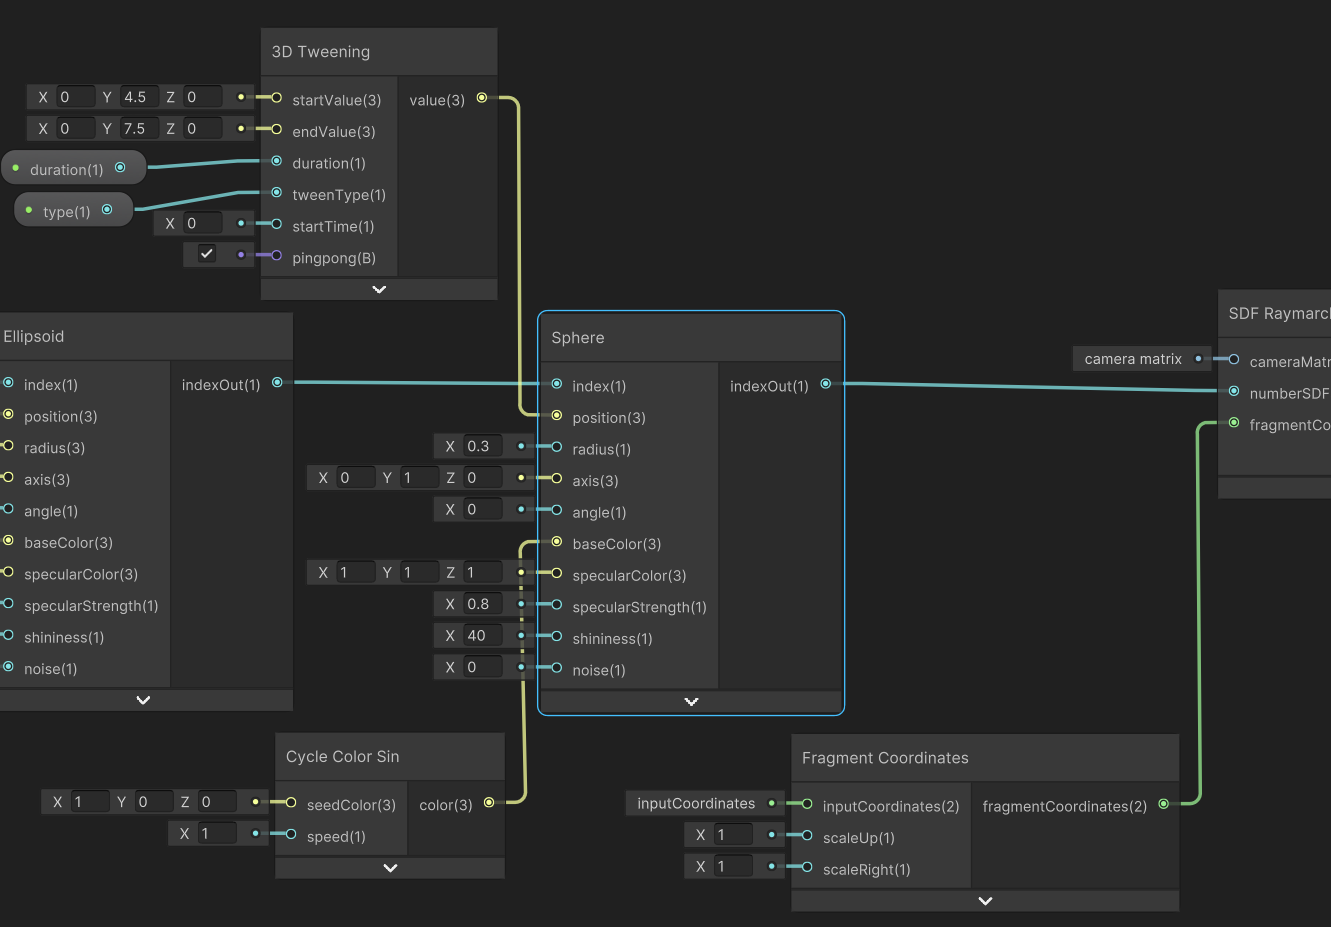 3D Tweening
X 0 Y 4.5 Z 0
startValue(3)
value(3)
X 0 Y 7.5 Z 0
endValue(3)
duration(1)
duration(1)
type(1)
tweenType(1)
X 0
startTime(1)
pingpong(B)
Ellipsoid
index(1)
indexOut(1)
position(3)
radius(3)
axis(3)
angle(1)
baseColor(3)
specularColor(3)
specularStrength(1)
shininess(1)
noise(1)
Sphere
index(1)
indexOut(1)
position(3)
X 0.3
radius(1)
X 0 Y 1 Z 0
axis(3)
X 0
angle(1)
baseColor(3)
X 1 Y 1 Z 1
specularColor(3)
X 0.8
specularStrength(1)
X 40
shininess(1)
X 0
noise(1)
SDF Raymarc
camera matrix
cameraMat
numberSDF
fragmentCo
Cycle Color Sin
X 1 Y 0 Z 0
seedColor(3)
color(3)
X 1
speed(1)
Fragment Coordinates
inputCoordinates
inputCoordinates(2)
fragmentCoordinates(2)
X 1
scaleUp(1)
X 1
scaleRight(1)